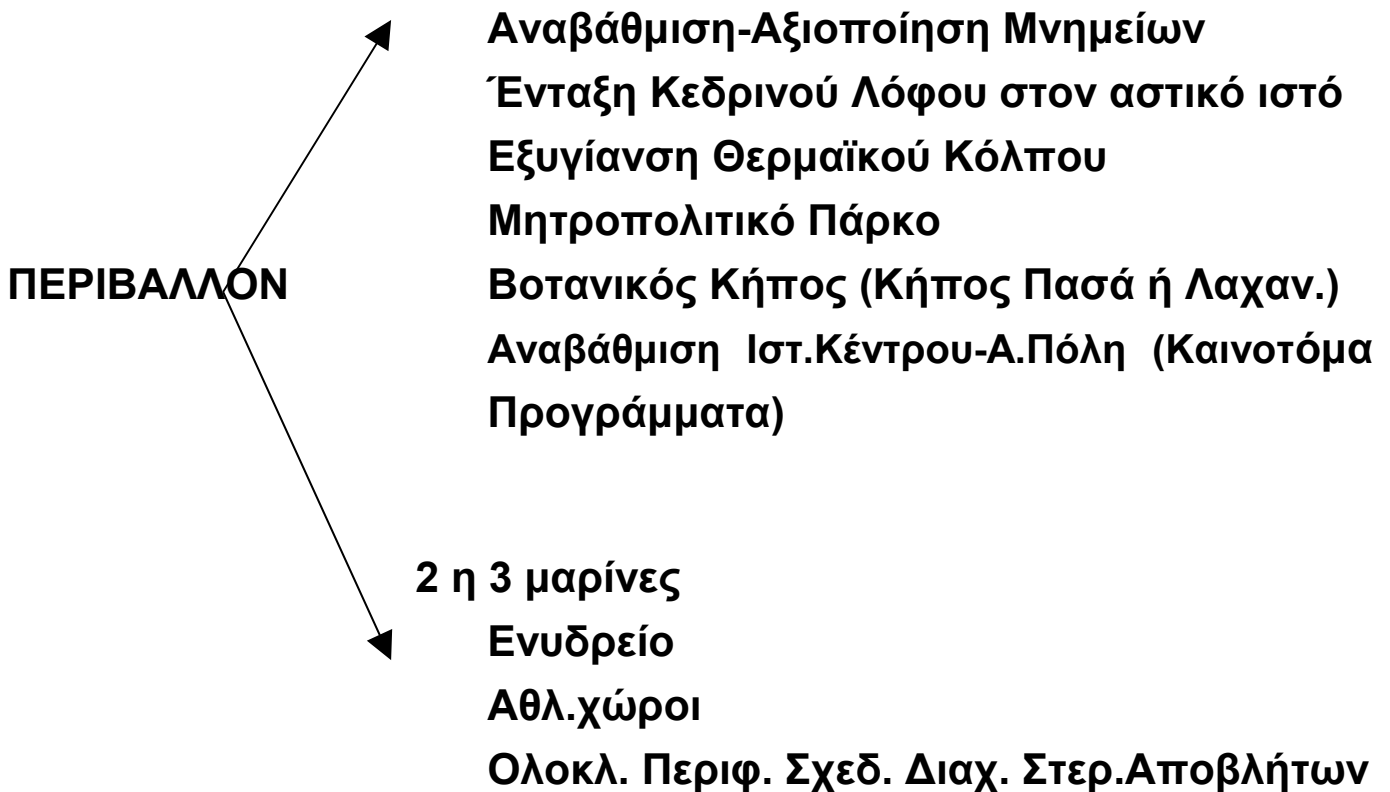 Αναβάθμιση-Αξιοποίηση Μνημείων
Ένταξη Κεδρινού Λόφου στον αστικό ιστό
Εξυγίανση Θερμαϊκού Κόλπου
Μητροπολιτικό Πάρκο
ΠΕΡΙΒΑΛΛΟΝ
Βοτανικός Κήπος (Κήπος Πασά ή Λαχαν.)
Αναβάθμιση Ιστ.Κέντρου-Α.Πόλη (Καινοτόμα
Προγράμματα)
2 η 3 μαρίνες
Ενυδρείο
Αθλ.χώροι
Ολοκλ. Περιφ. Σχεδ. Διαχ. Στερ.Αποβλήτων